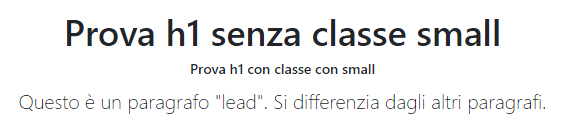 Prova h1 senza classe small
Prova h1 con classe con small
Questo è un paragrafo "lead". Si differenzia dagli altri paragrafi.